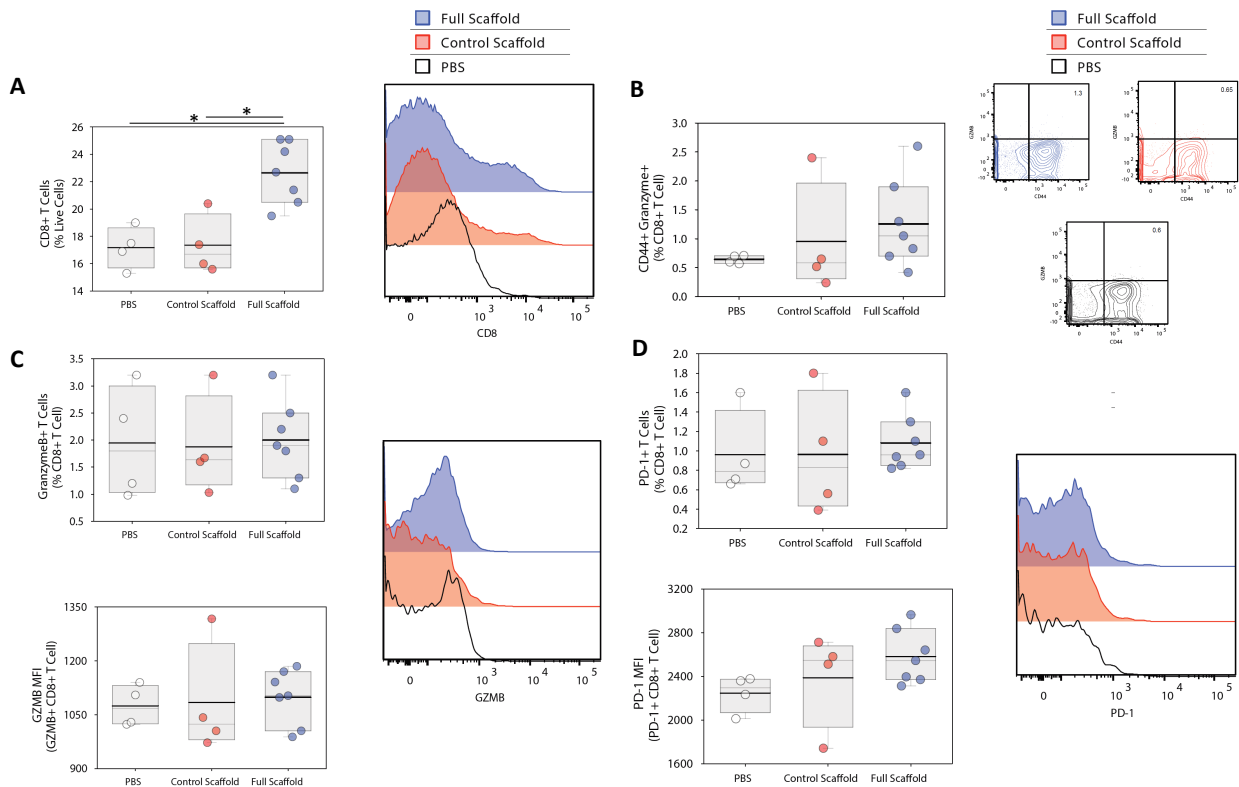 Full Scaffold
Control Scaffold
PBS
Full Scaffold
Control Scaffold
PBS
A
*
*
CD8+ T Cells
(% Live Cells)
26
24
22
20
18
16
14
PBS
Control Scaffold
Full Scaffold
0
10 3
10 4
10 5
CD8
B
CD44+ Granzyme+
(% CD8+ T Cell)
3.0
2.5
2.0
1.5
1.0
0.5
0.0
PBS
Control Scaffold
Full Scaffold
1.3
GZMB
CD44
0.65
GZMB
CD44
0.6
GZMB
CD44
C
GranzymeB+ T Cells
(% CD8+ T Cell)
3.5
3.0
2.5
2.0
1.5
1.0
0.5
PBS
Control Scaffold
Full Scaffold
GZMB MFI
(GZMB+ CD8+ T Cell)
1350
1200
1050
900
PBS
Control Scaffold
Full Scaffold
0
10 3
10 4
10 5
GZMB
D
PD-1+ T Cells
(% CD8+ T Cell)
2.0
1.8
1.6
1.4
1.2
1.0
0.8
0.6
0.4
0.2
PBS
Control Scaffold
Full Scaffold
PD-1 MFI
(PD-1+ CD8+ T Cell)
3200
2800
2400
2000
1600
PBS
Control Scaffold
Full Scaffold
0
10 3
10 4
10 5
PD-1